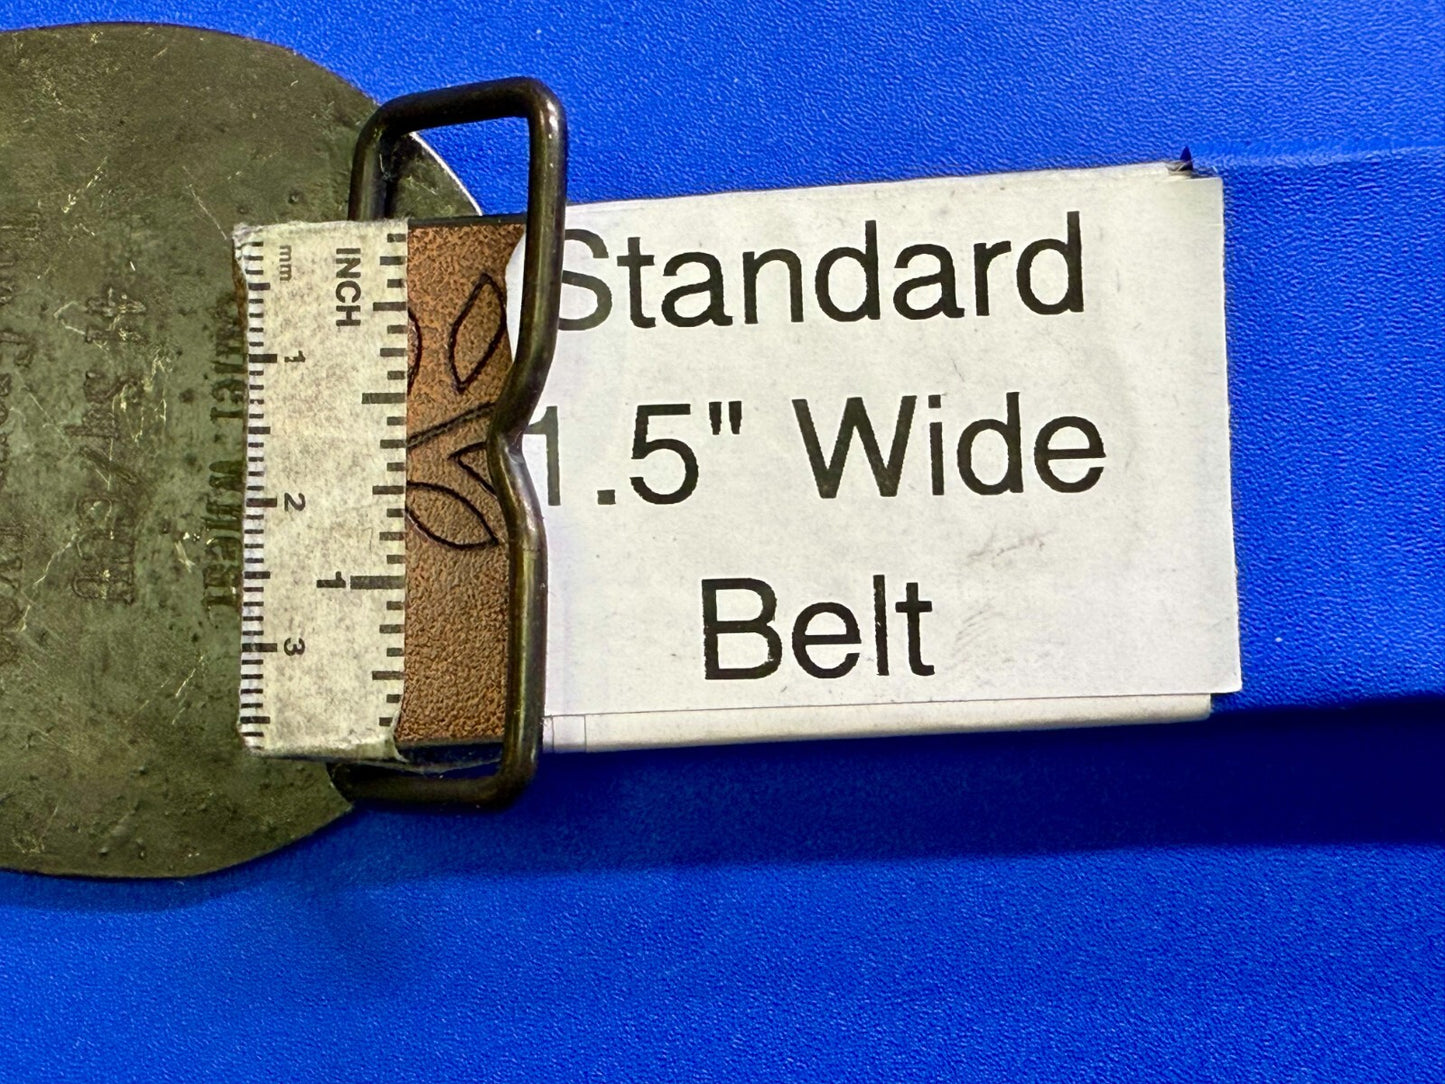 Standard
1.5" Wide
Belt
INCH
mm
1
2
3
1